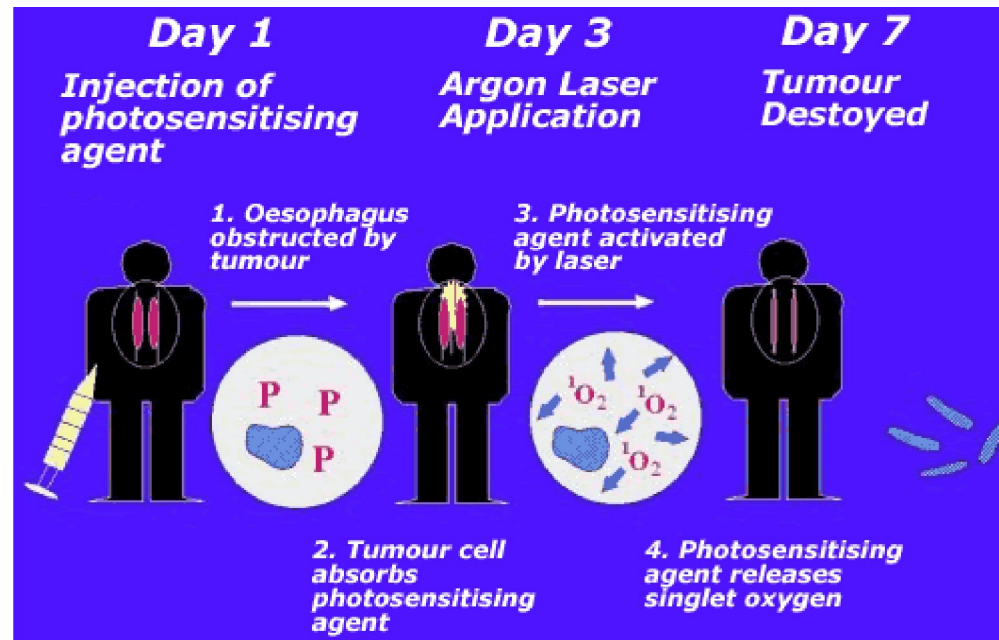 Day 1
Injection of
photosensitising
agent
Day 3
Argon Laser
Application
Day 7
Tumour
Destoyed
1. Oesophagus
obstructed by
tumour
3. Photosensitising
agent activated
by laser
P
P
P
¹O₂
¹O₂
¹O₂
2. Tumour cell
absorbs
photosensitising
agent
4. Photosensitising
agent releases
singlet oxygen